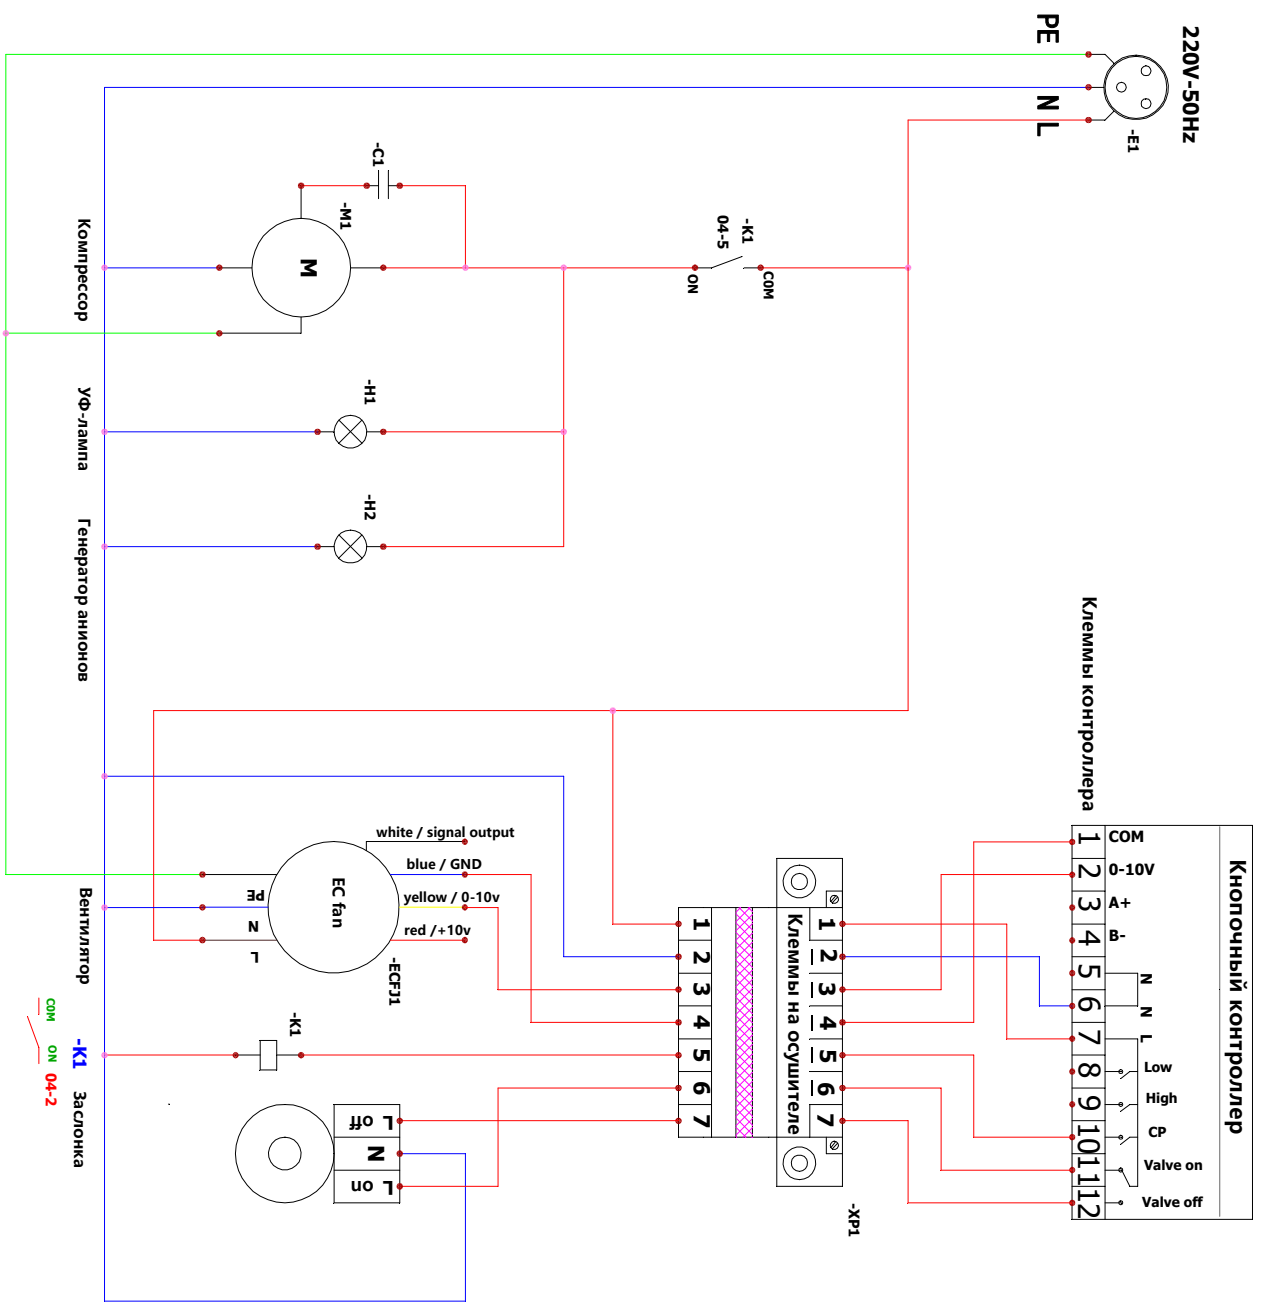 220V-50Hz
PE
N
L
-E1
-C1
-M1
M
Компрессор
-K1
04-5
COM
ON
-H1
УФ-лампа
-H2
Генератор анионов
Клеммы контроллера
Кнопочный контроллер
1 COM
2 0-10V
3 A+
4 B-
5 N
6 N
7 L
8 Low
9 High
10 CP
11 Valve on
12 Valve off
white / signal output
blue / GND
yellow / 0-10v
red /+10v
EC fan
PE
N
L
-ECFJ1
Вентилятор
1
2
3
4
5
6
7
Клеммы на осушителе
1
2
3
4
5
6
7
-XP1
-K1
COM
ON
04-2
-K1
Заслонка
L off
N
L on